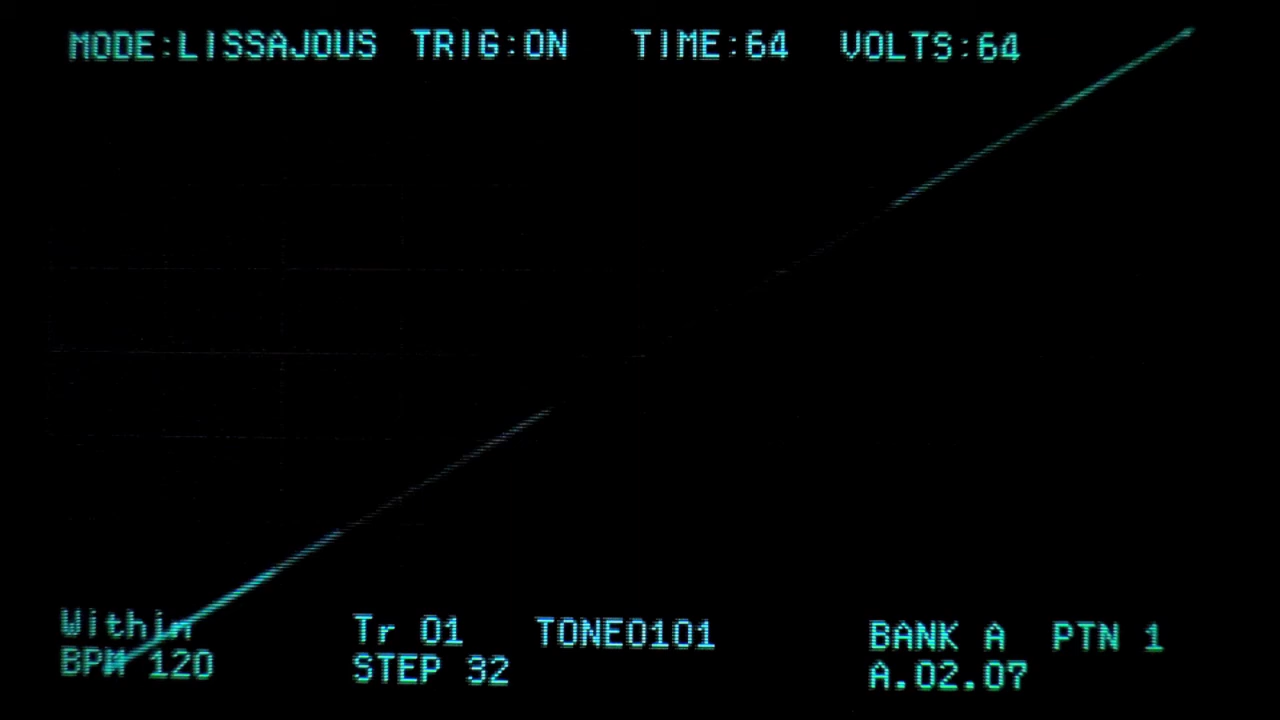 MODE:LISSAJOUS TRIG:ON TIME:64 VOLTS:64
Within Tr 01 TONE0101 BANK A PTN 1
BPM 120 STEP 32 A.02.07